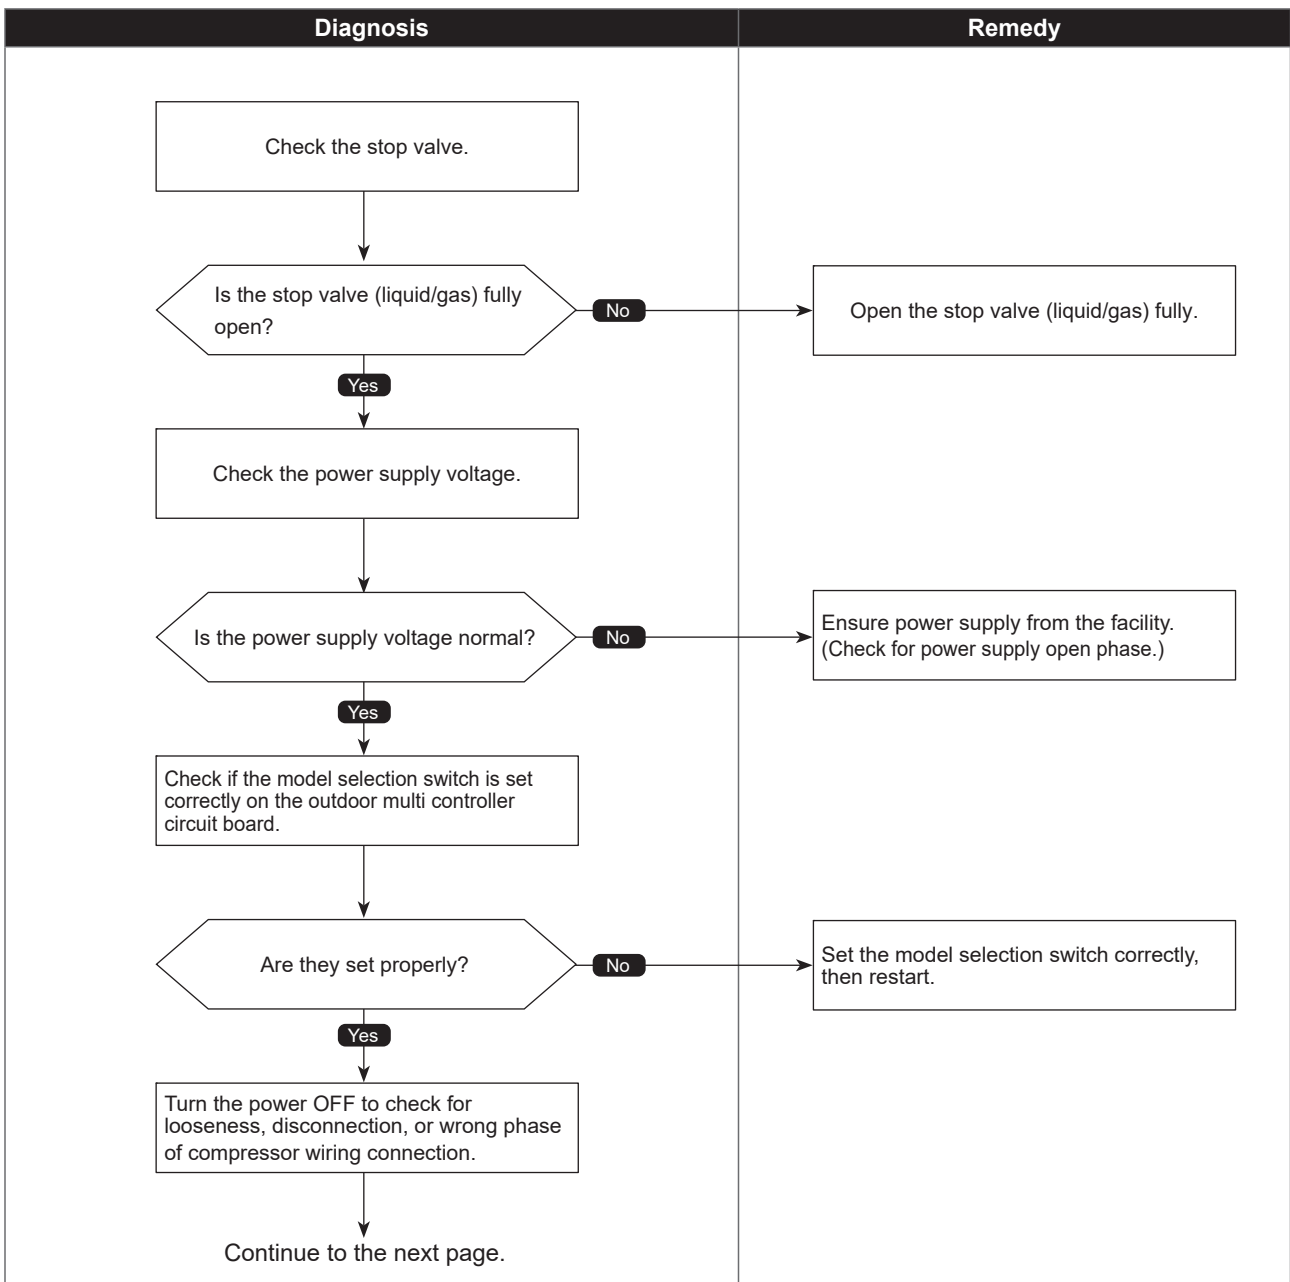 Diagnosis
Remedy
Check the stop valve.
Is the stop valve (liquid/gas) fully
open?
No
Open the stop valve (liquid/gas) fully.
Yes
Check the power supply voltage.
Is the power supply voltage normal?
No
Ensure power supply from the facility.
(Check for power supply open phase.)
Yes
Check if the model selection switch is set
correctly on the outdoor multi controller
circuit board.
Are they set properly?
No
Set the model selection switch correctly,
then restart.
Yes
Turn the power OFF to check for
looseness, disconnection, or wrong phase
of compressor wiring connection.
Continue to the next page.